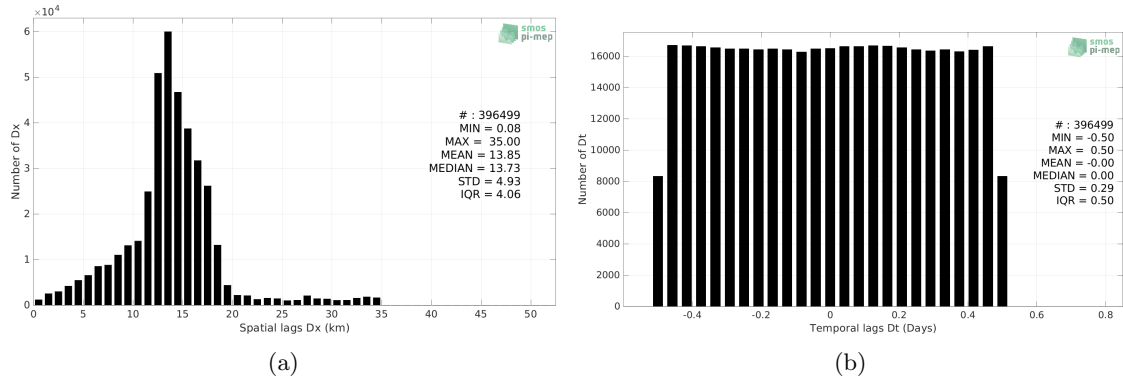 ×10⁴
6
5
4
3
2
1
0
Number of Dx
0 5 10 15 20 25 30 35 40 45 50
Spatial lags Dx (km)
smos
pi-mep
# : 396499
MIN = 0.08
MAX = 35.00
MEAN = 13.85
MEDIAN = 13.73
STD = 4.93
IQR = 4.06
(a)
16000
14000
12000
10000
8000
6000
4000
2000
0
Number of Dt
-0.4 -0.2 0 0.2 0.4 0.6 0.8
Temporal lags Dt (Days)
smos
pi-mep
# : 396499
MIN = -0.50
MAX = 0.50
MEAN = -0.00
MEDIAN = 0.00
STD = 0.29
IQR = 0.50
(b)